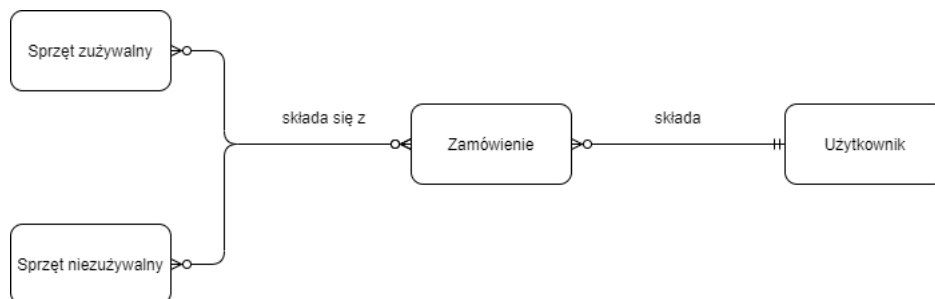 Sprzęt zużywalny
składa się z
składa
Zamówienie
Użytkownik
Sprzęt niezużywalny